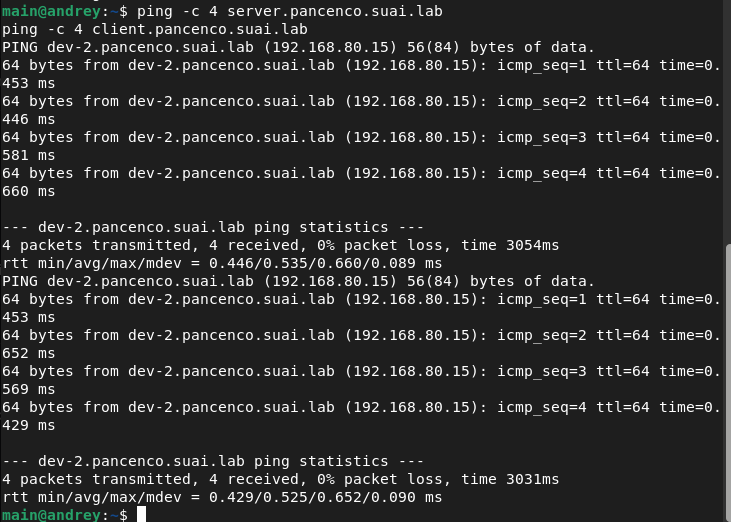 main@andrey:~$ ping -c 4 server.pancenco.suai.lab
ping -c 4 client.pancenco.suai.lab
PING dev-2.pancenco.suai.lab (192.168.80.15) 56(84) bytes of data.
64 bytes from dev-2.pancenco.suai.lab (192.168.80.15): icmp_seq=1 ttl=64 time=0.
453 ms
64 bytes from dev-2.pancenco.suai.lab (192.168.80.15): icmp_seq=2 ttl=64 time=0.
446 ms
64 bytes from dev-2.pancenco.suai.lab (192.168.80.15): icmp_seq=3 ttl=64 time=0.
581 ms
64 bytes from dev-2.pancenco.suai.lab (192.168.80.15): icmp_seq=4 ttl=64 time=0.
660 ms

--- dev-2.pancenco.suai.lab ping statistics ---
4 packets transmitted, 4 received, 0% packet loss, time 3054ms
rtt min/avg/max/mdev = 0.446/0.535/0.660/0.089 ms
PING dev-2.pancenco.suai.lab (192.168.80.15) 56(84) bytes of data.
64 bytes from dev-2.pancenco.suai.lab (192.168.80.15): icmp_seq=1 ttl=64 time=0.
453 ms
64 bytes from dev-2.pancenco.suai.lab (192.168.80.15): icmp_seq=2 ttl=64 time=0.
652 ms
64 bytes from dev-2.pancenco.suai.lab (192.168.80.15): icmp_seq=3 ttl=64 time=0.
569 ms
64 bytes from dev-2.pancenco.suai.lab (192.168.80.15): icmp_seq=4 ttl=64 time=0.
429 ms

--- dev-2.pancenco.suai.lab ping statistics ---
4 packets transmitted, 4 received, 0% packet loss, time 3031ms
rtt min/avg/max/mdev = 0.429/0.525/0.652/0.090 ms
main@andrey:~$